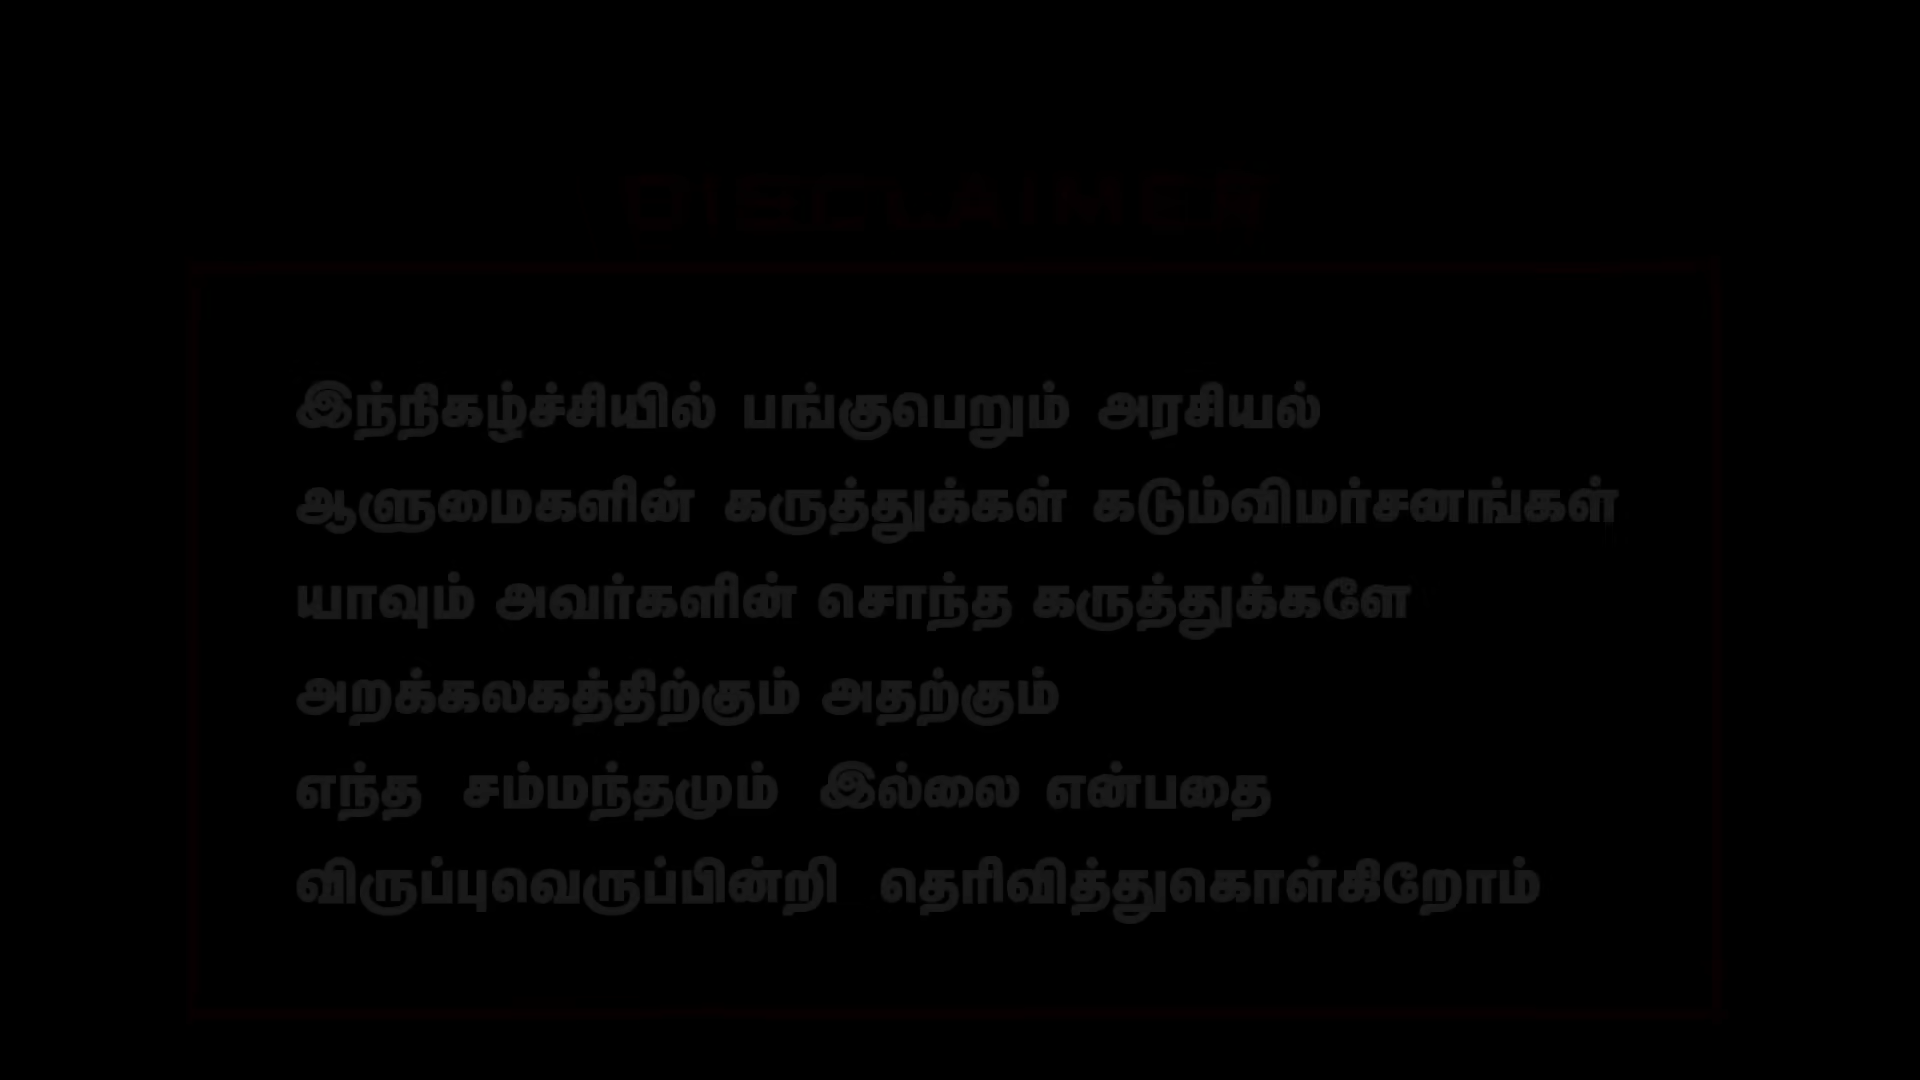 DISCLAIMER
இந்நிகழ்ச்சியில் பங்குபெறும் அரசியல்
ஆளுமைகளின் கருத்துக்கள் கடும்விமர்சனங்கள்
யாவும் அவர்களின் சொந்த கருத்துக்களே
அறக்கலகத்திற்கும் அதற்கும்
எந்த சம்மந்தமும் இல்லை என்பதை
விருப்புவெருப்பின்றி தெரிவித்துகொள்கிறோம்